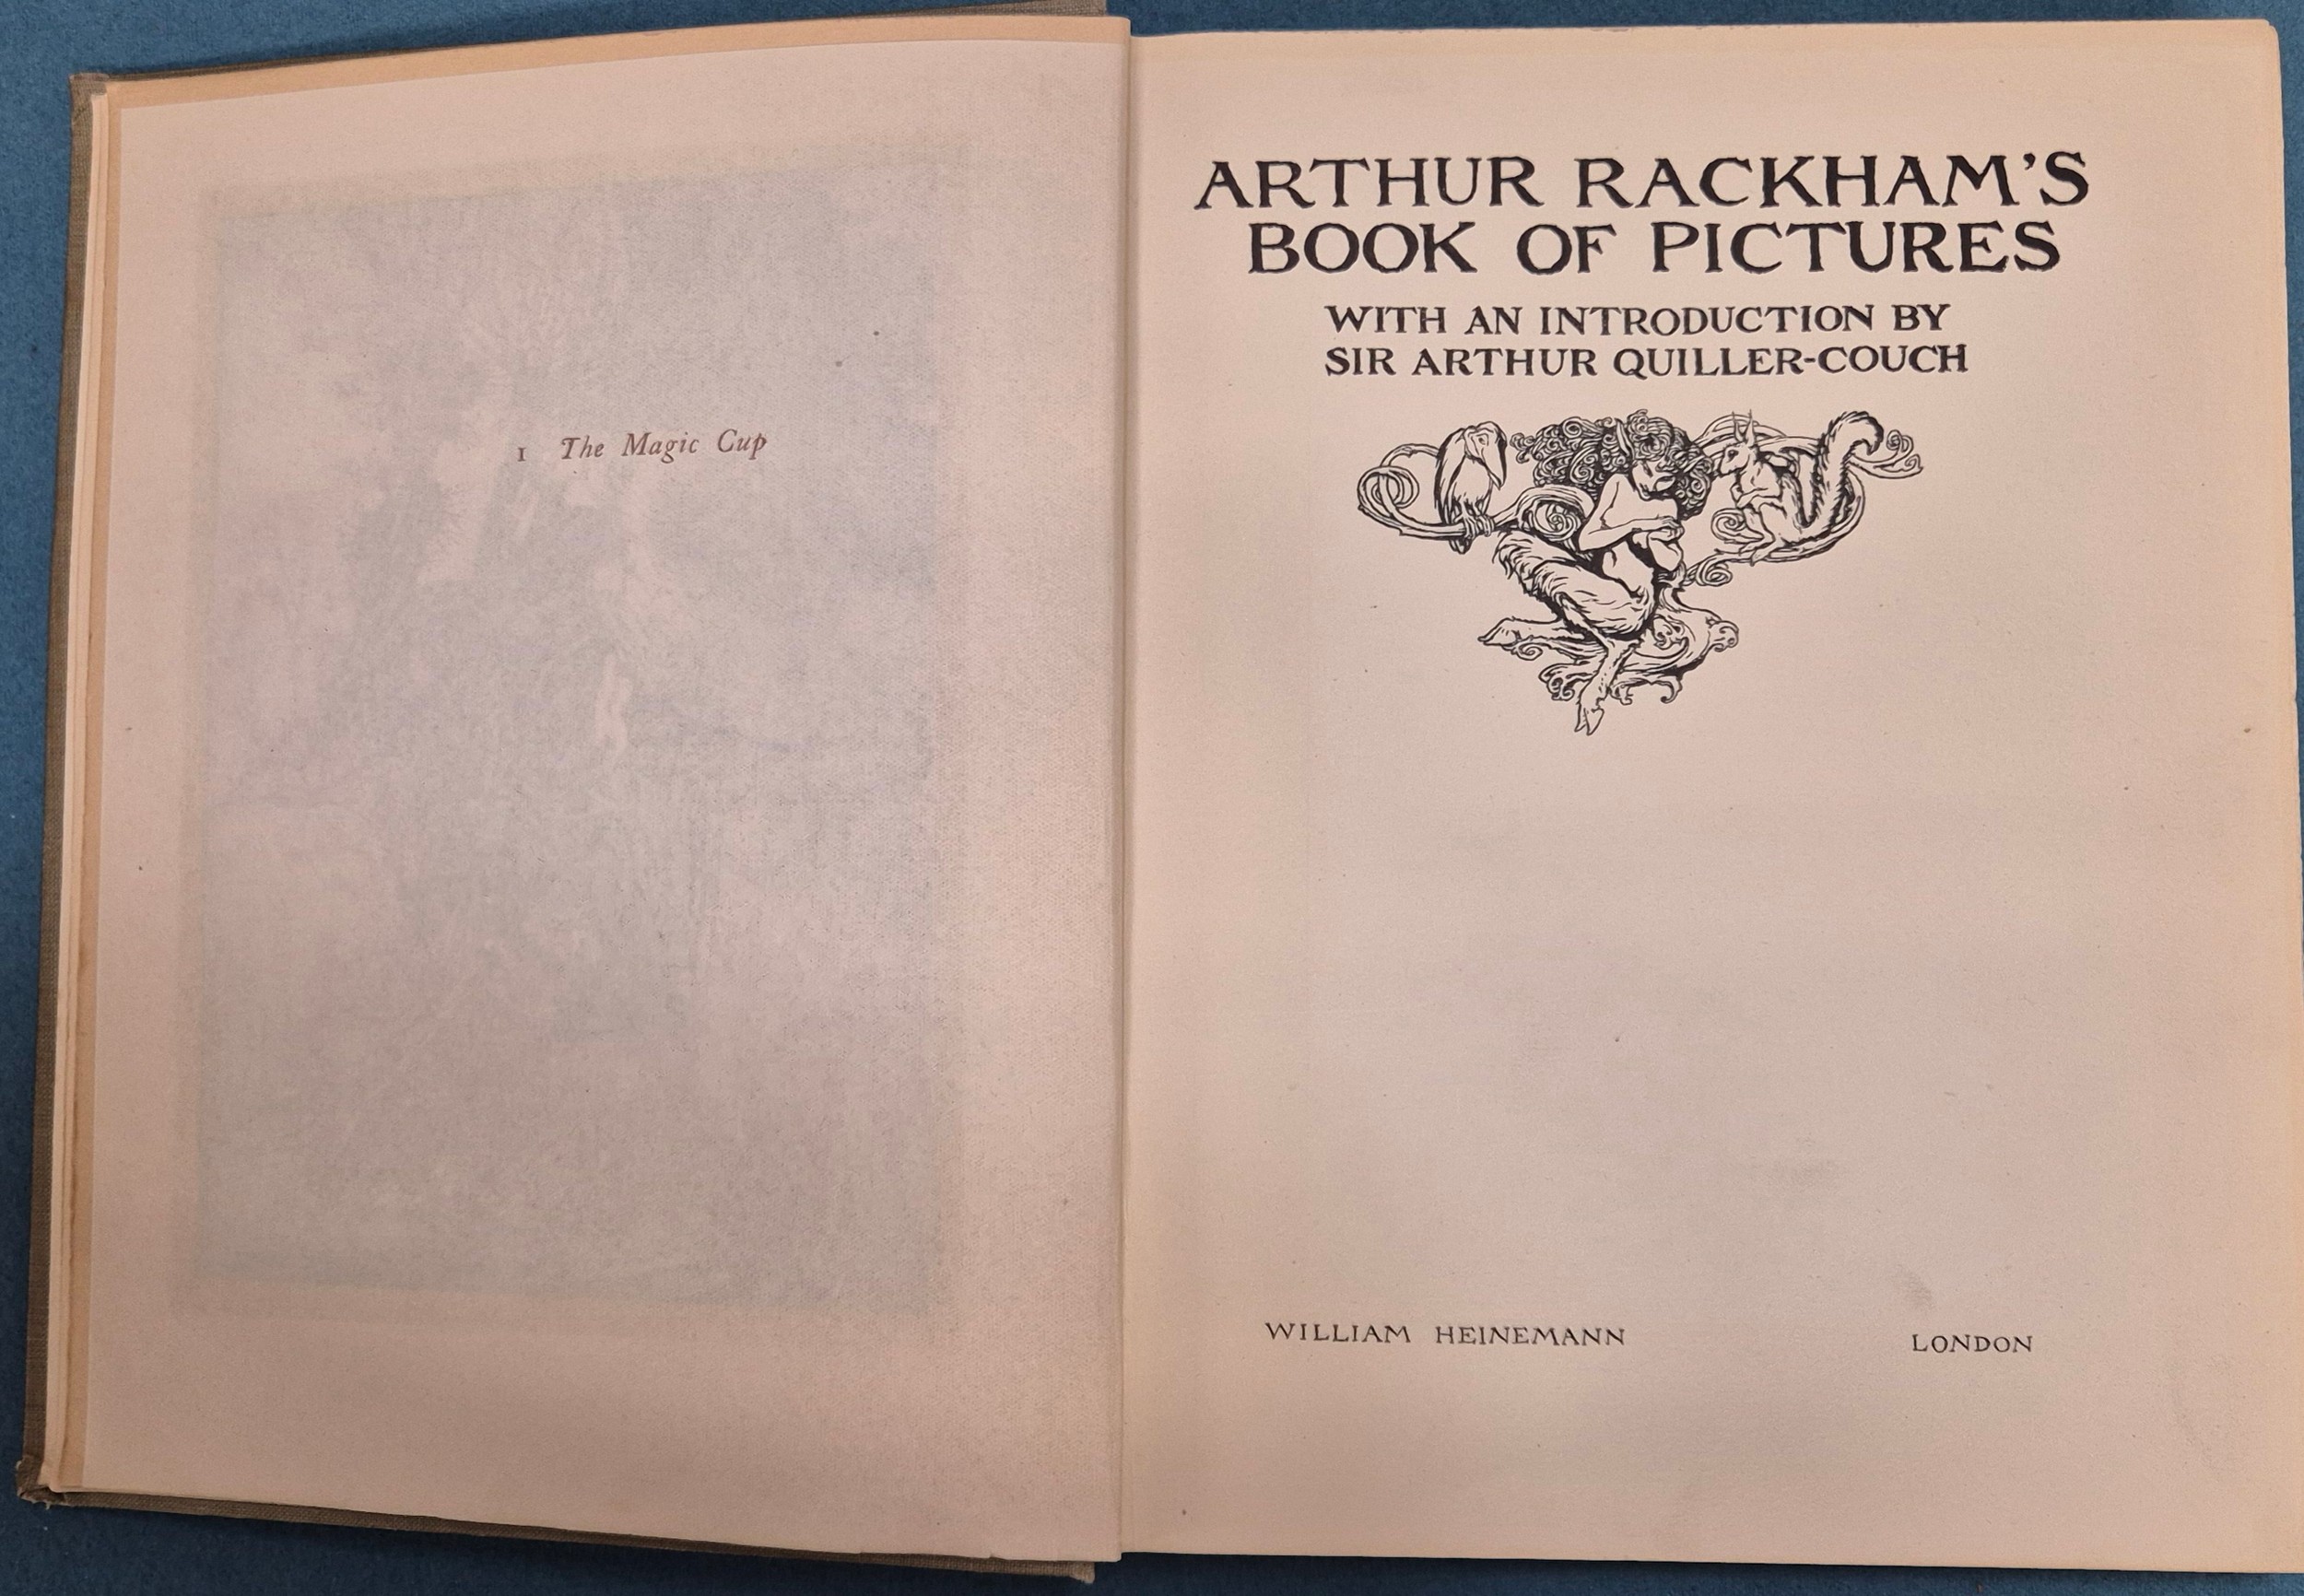 1 The Magic Cup
ARTHUR RACKHAM'S
BOOK OF PICTURES
WITH AN INTRODUCTION BY
SIR ARTHUR QUILLER-COUCH
WILLIAM HEINEMANN LONDON